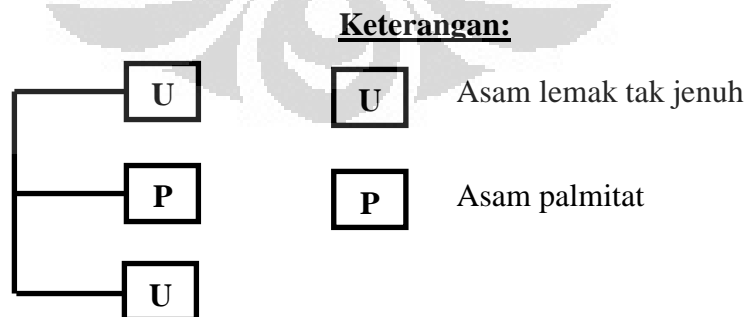 Keterangan:
U U Asam lemak tak jenuh
P P Asam palmitat
U